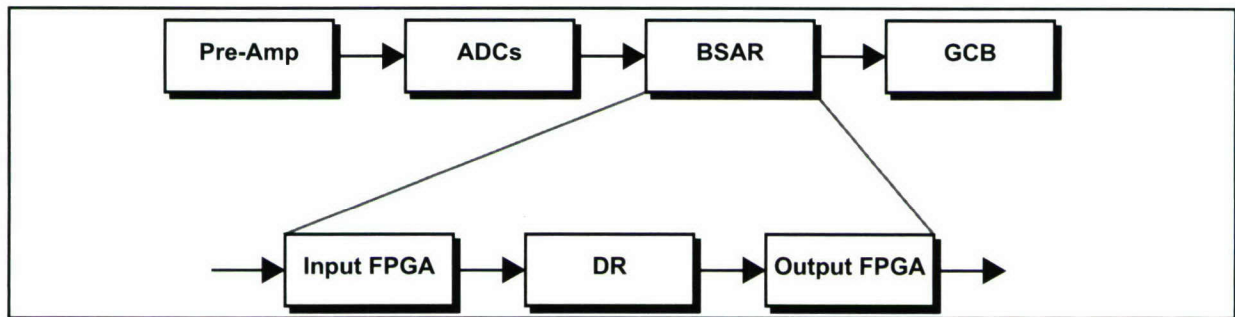 Pre-Amp
ADCs
BSAR
GCB
Input FPGA
DR
Output FPGA